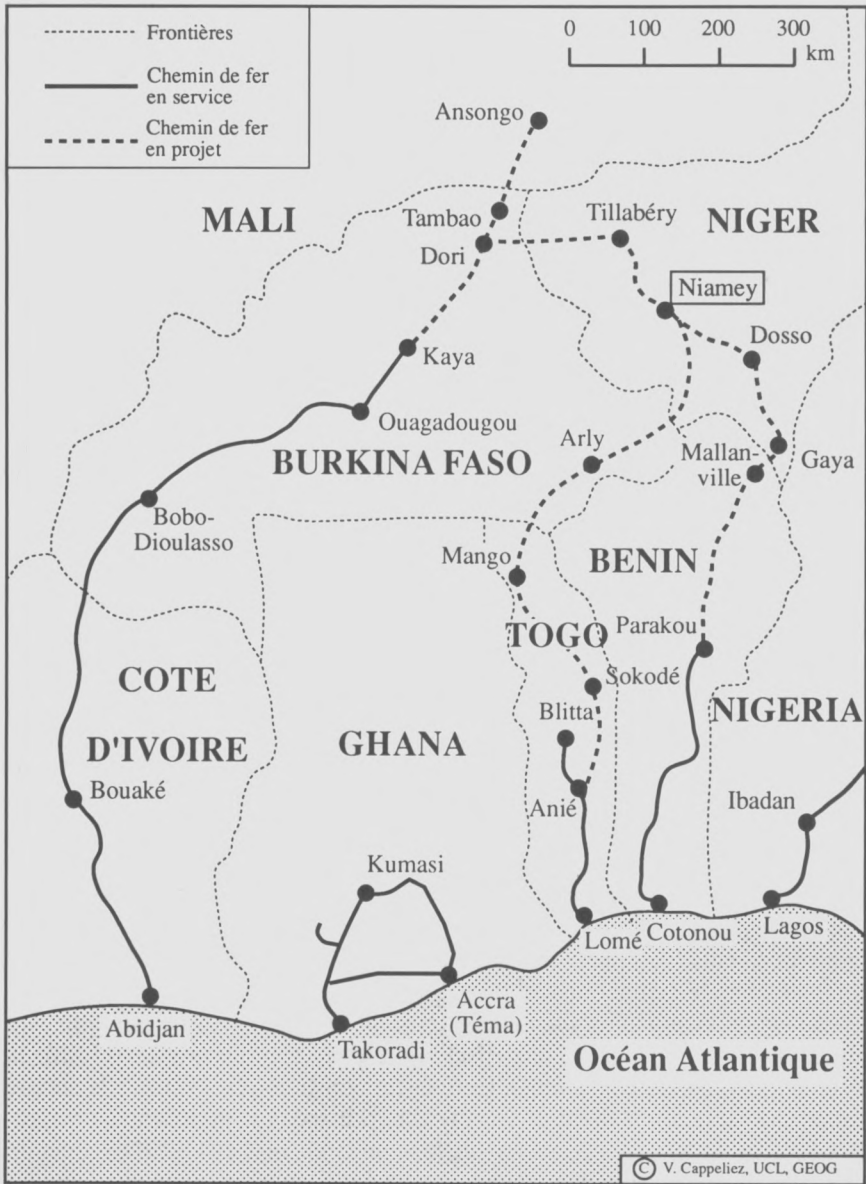 Frontières
Chemin de fer
en service
Chemin de fer
en projet
0 100 200 300
km
Ansongo
MALI
Tambao
Tillabéry
NIGER
Dori
Niamey
Kaya
Dosso
Ouagadougou
Arly
Mallan-
ville
Gaya
BURKINA FASO
Bobo-
Dioulasso
Mango
BENIN
TOGO
Parakou
Sokodé
COTE
D'IVOIRE
Blitta
NIGERIA
GHANA
Bouaké
Anié
Ibadan
Kumasi
Lomé
Cotonou
Lagos
Abidjan
Takoradi
Accra
(Téma)
Océan Atlantique
© V. Cappeliez, UCL, GEOG